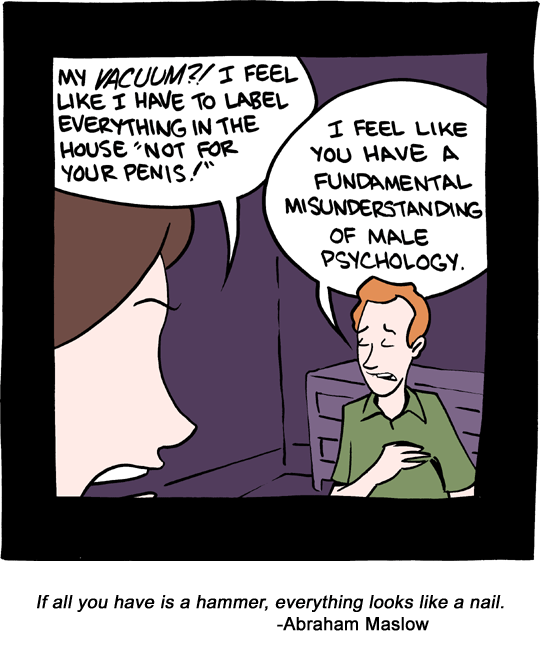 MY VACUUM?! I FEEL
LIKE I HAVE TO LABEL
EVERYTHING IN THE
HOUSE "NOT FOR
YOUR PENIS!"
I FEEL LIKE
YOU HAVE A
FUNDAMENTAL
MISUNDERSTANDING
OF MALE
PSYCHOLOGY.
If all you have is a hammer, everything looks like a nail.
-Abraham Maslow